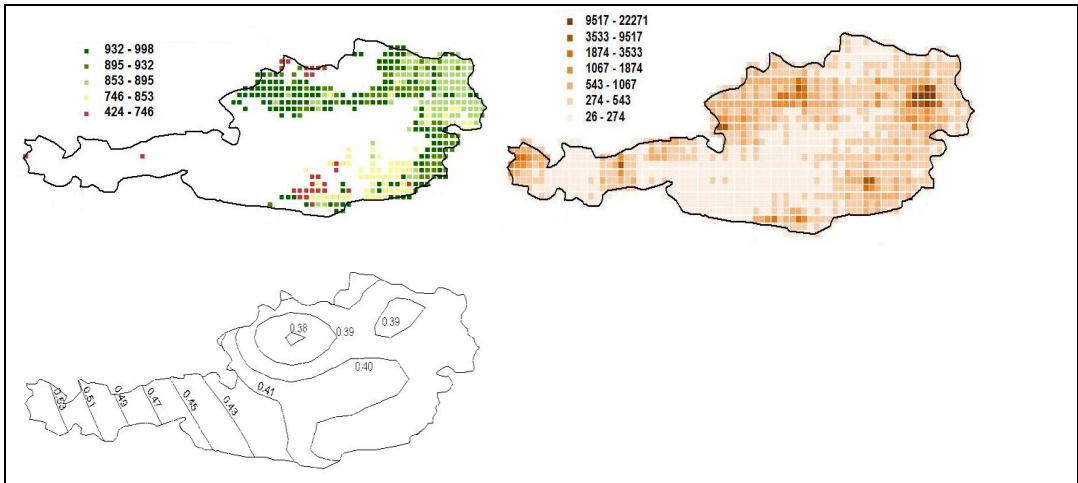 932 - 998
895 - 932
853 - 895
746 - 853
424 - 746
9517 - 22271
3533 - 9517
1874 - 3533
1067 - 1874
543 - 1067
274 - 543
26 - 274
0.38
0.39
0.39
0.40
0.41
0.53
0.51
0.49
0.47
0.45
0.43